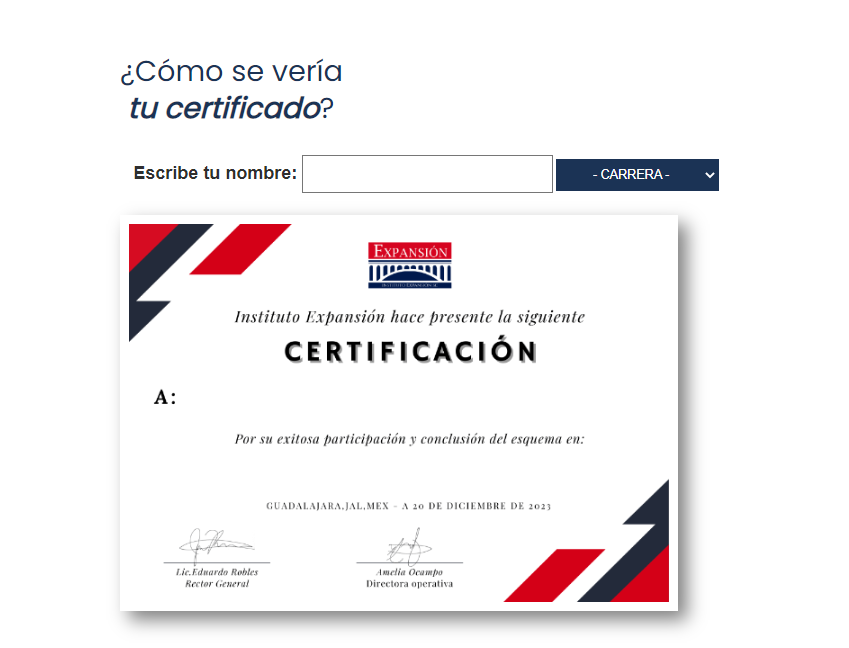 ¿Cómo se vería
tu certificado?
Escribe tu nombre:
- CARRERA -
EXPANSIÓN
Instituto Expansión hace presente la siguiente
CERTIFICACIÓN
A:
Por su exitosa participación y conclusión del esquema en:
GUADALAJARA,JAL,MEX - A 20 DE DICIEMBRE DE 2023
Lic.Eduardo Robles
Rector General
Amelia Ocampo
Directora operativa